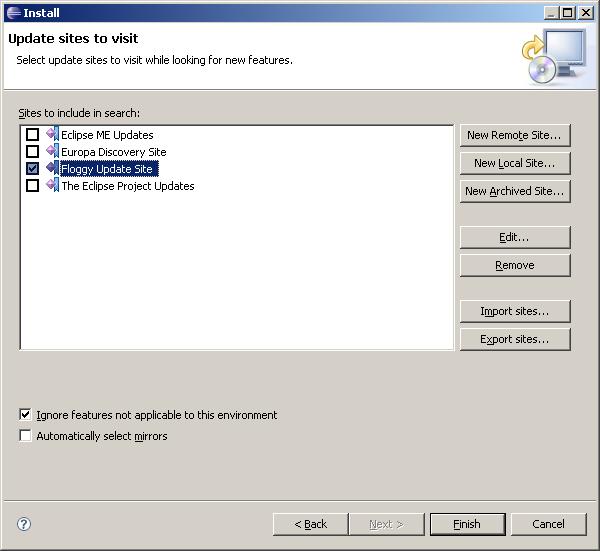 Install
Update sites to visit
Select update sites to visit while looking for new features.
Sites to include in search:
Eclipse ME Updates
Europa Discovery Site
Floggy Update Site
The Eclipse Project Updates
New Remote Site...
New Local Site...
New Archived Site...
Edit...
Remove
Import sites...
Export sites...
Ignore features not applicable to this environment
Automatically select mirrors
?
< Back
Next >
Finish
Cancel